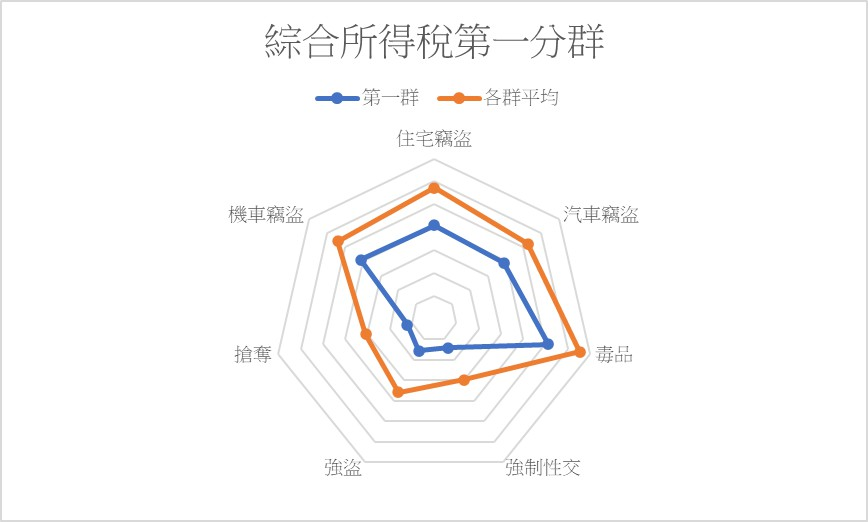 綜合所得稅第一分群
第一群 各群平均
住宅竊盜
機車竊盜 汽車竊盜
搶奪 毒品
強盜 強制性交